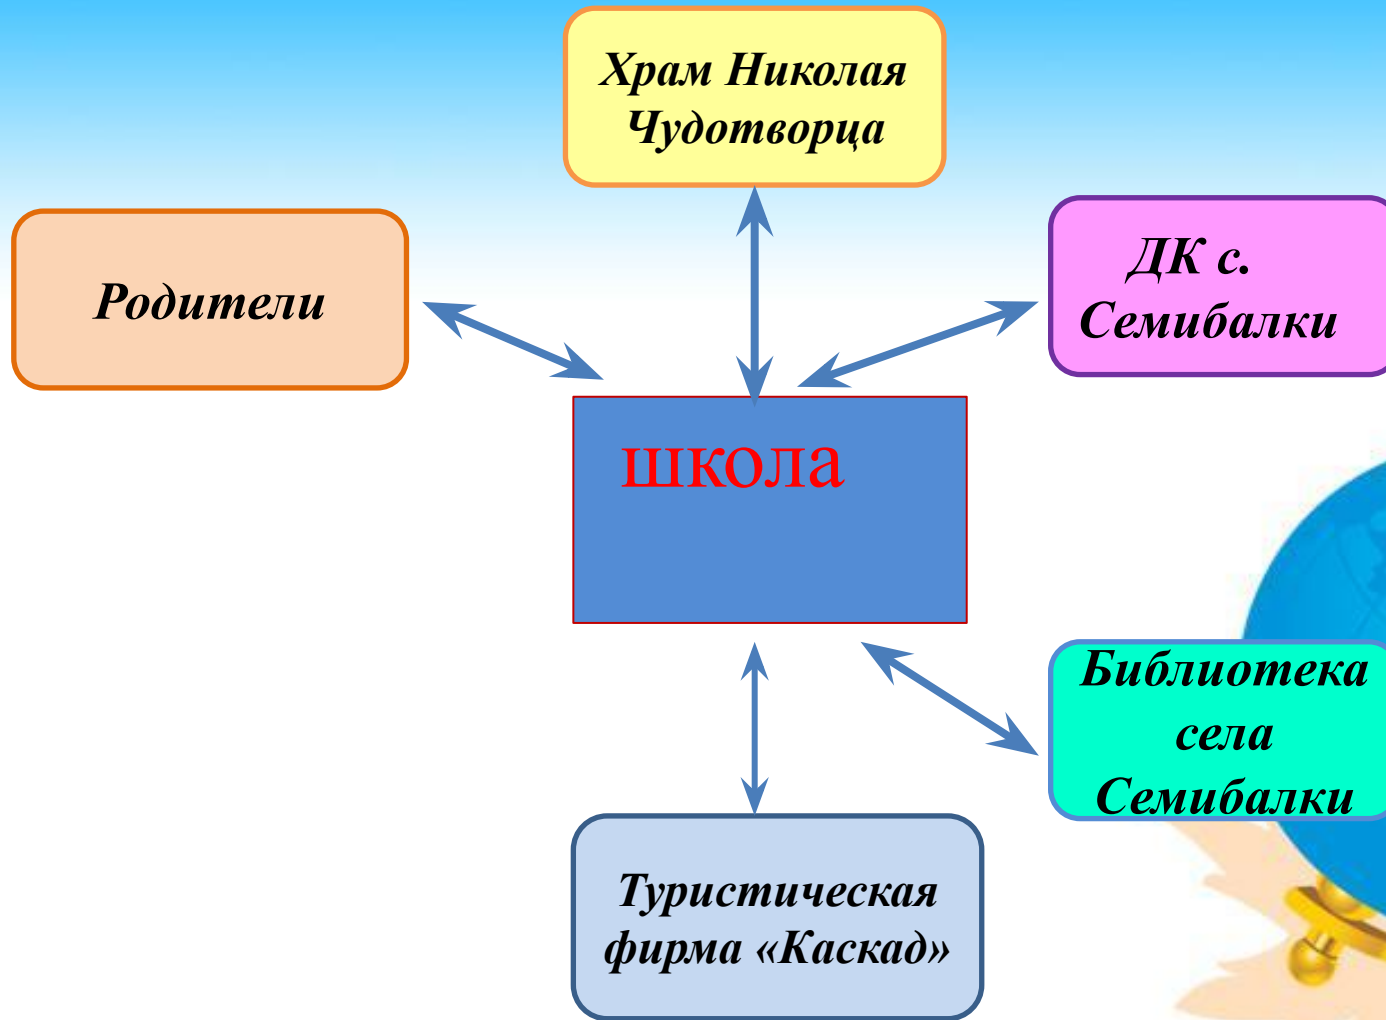 Храм Николая
Чудотворца
Родители
ДК с.
Семибалки
школа
Библиотека
села
Семибалки
Туристическая
фирма «Каскад»